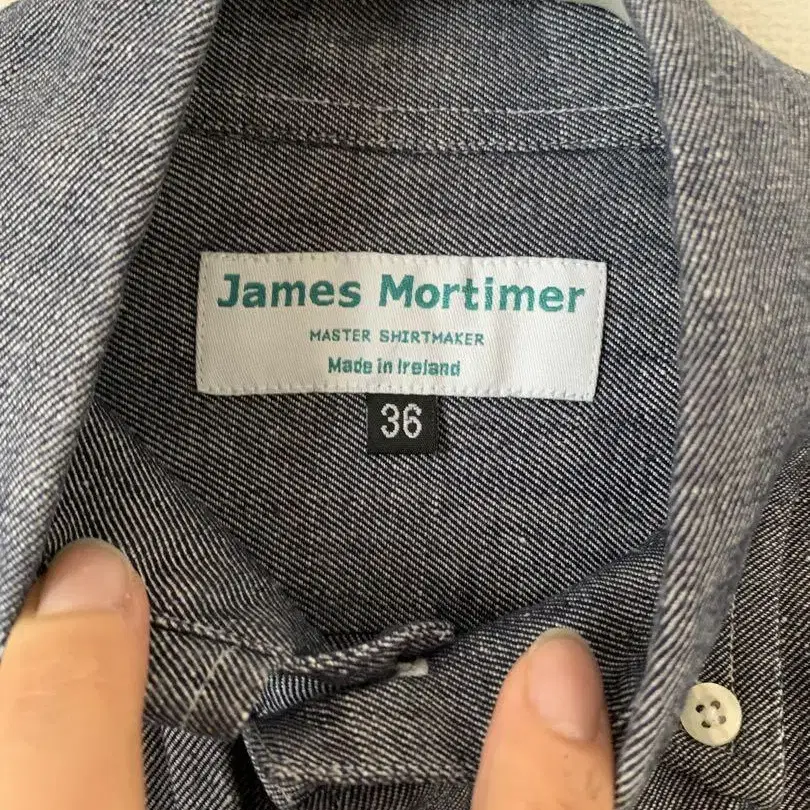 James Mortimer
MASTER SHIRTMAKER
Made in Ireland
36